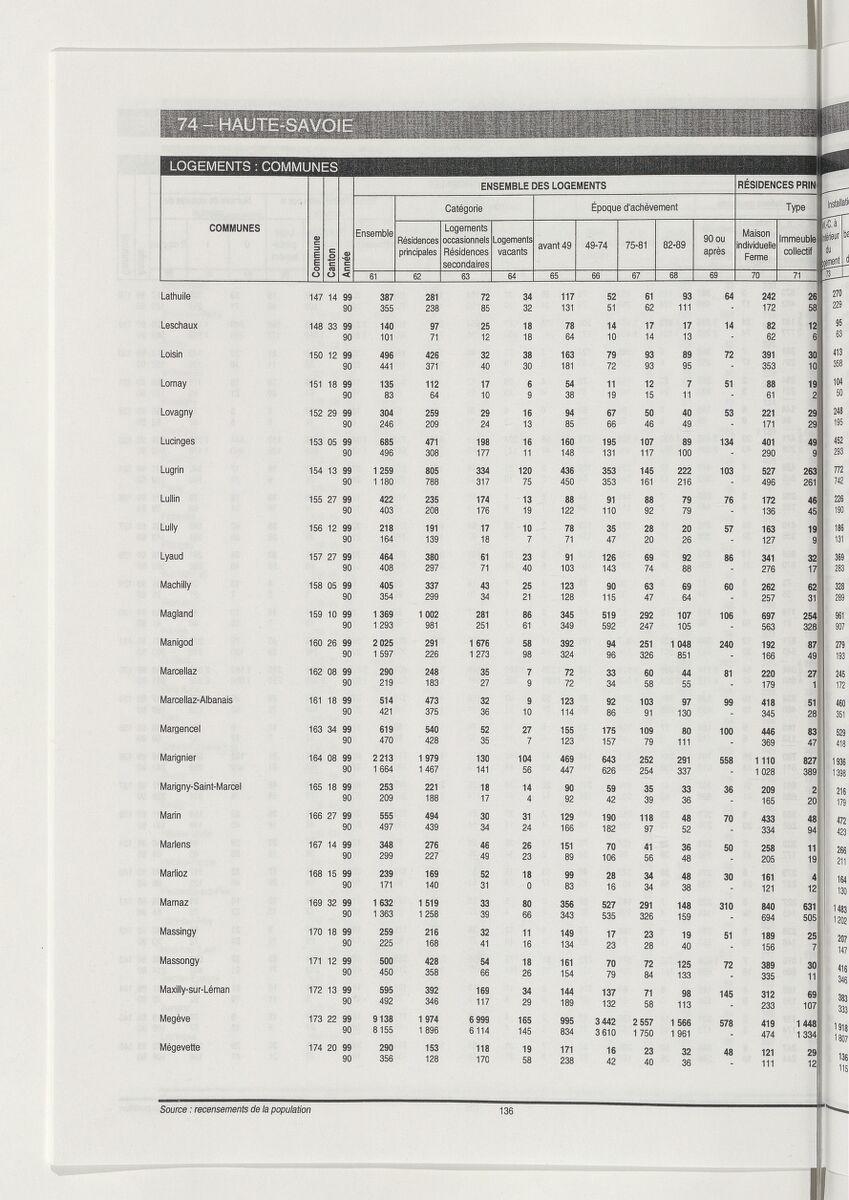 74 – HAUTE-SAVOIE
LOGEMENTS : COMMUNES
ENSEMBLE DES LOGEMENTS RÉSIDENCES PRIN
Catégorie Époque d'achèvement Type
COMMUNES Commune Canton Année Ensemble Résidences principales Logements occasionnels Résidences secondaires Logements vacants avant 49 49-74 75-81 82-89 90 ou après Maison individuelle Ferme Immeuble collectif
61 62 63 64 65 66 67 68 69 70 71 73
Lathuile 147 14 99 387 281 72 34 117 52 61 93 64 242 26 270
90 355 238 85 32 131 51 62 111 - 172 58 229
Leschaux 148 33 99 140 97 25 18 78 14 17 17 14 82 12 95
90 101 71 12 18 64 10 14 13 - 62 6 63
Loisin 150 12 99 496 426 32 38 163 79 93 89 72 391 30 413
90 441 371 40 30 181 72 93 95 - 353 10 358
Lornay 151 18 99 135 112 17 6 54 11 12 7 51 88 19 104
90 83 64 10 9 38 19 15 11 - 61 2 50
Lovagny 152 29 99 304 259 29 16 94 67 50 40 53 221 29 248
90 246 209 24 13 85 66 46 49 - 171 29 195
Lucinges 153 05 99 685 471 198 16 160 195 107 89 134 401 49 452
90 496 308 177 11 148 131 117 100 - 290 9 293
Lugrin 154 13 99 1 259 805 334 120 436 353 145 222 103 527 263 772
90 1 180 788 317 75 450 353 161 216 - 496 261 742
Lullin 155 27 99 422 235 174 13 88 91 88 79 76 172 46 226
90 403 208 176 19 122 110 92 79 - 136 45 190
Lully 156 12 99 218 191 17 10 78 35 28 20 57 163 19 186
90 164 139 18 7 71 47 20 26 - 127 9 131
Lyaud 157 27 99 464 380 61 23 91 126 69 92 86 341 32 369
90 408 297 71 40 103 143 74 88 - 276 17 283
Machilly 158 05 99 405 337 43 25 123 90 63 69 60 262 62 328
90 354 299 34 21 128 115 47 64 - 257 31 289
Magland 159 10 99 1 369 1 002 281 86 345 519 292 107 106 697 254 961
90 1 293 981 251 61 349 592 247 105 - 563 328 907
Manigod 160 26 99 2 025 291 1 676 58 392 94 251 1 048 240 192 87 279
90 1 597 226 1 273 98 324 96 326 851 - 166 49 193
Marcellaz 162 08 99 290 248 35 7 72 33 60 44 81 220 27 245
90 219 183 27 9 72 34 58 55 - 179 1 172
Marcellaz-Albanais 161 18 99 514 473 32 9 123 92 103 97 99 418 51 460
90 421 375 36 10 114 86 91 130 - 345 28 351
Margencel 163 34 99 619 540 52 27 155 175 109 80 100 446 83 529
90 470 428 35 7 123 157 79 111 - 369 47 418
Marignier 164 08 99 2 213 1 979 130 104 469 643 252 291 558 1 110 827 1 936
90 1 664 1 467 141 56 447 626 254 337 - 1 028 389 1 398
Marigny-Saint-Marcel 165 18 99 253 221 18 14 90 59 35 33 36 209 2 216
90 209 188 17 4 92 42 39 36 - 165 20 179
Marin 166 27 99 555 494 30 31 129 190 118 48 70 433 48 472
90 497 439 34 24 166 182 97 52 - 334 94 423
Marlens 167 14 99 348 276 46 26 151 70 41 36 50 258 11 266
90 299 227 49 23 89 106 56 48 - 205 19 211
Marlioz 168 15 99 239 169 52 18 99 28 34 48 30 161 4 164
90 171 140 31 0 83 16 34 38 - 121 12 130
Marnaz 169 32 99 1 632 1 519 33 80 356 527 291 148 310 840 631 1 483
90 1 363 1 258 39 66 343 535 326 159 - 694 505 1 202
Massingy 170 18 99 259 216 32 11 149 17 23 19 51 189 25 207
90 225 168 41 16 134 23 28 40 - 156 7 147
Massongy 171 12 99 500 428 54 18 161 70 72 125 72 389 30 416
90 450 358 66 26 154 79 84 133 - 335 11 346
Maxilly-sur-Léman 172 13 99 595 392 169 34 144 137 71 98 145 312 69 383
90 492 346 117 29 189 132 58 113 - 233 107 333
Megève 173 22 99 9 138 1 974 6 999 165 995 3 442 2 557 1 566 578 419 1 448 1 918
90 8 155 1 896 6 114 145 834 3 610 1 750 1 961 - 474 1 334 1 807
Mégevette 174 20 99 290 153 118 19 171 16 23 32 48 121 29 136
90 356 128 170 58 238 42 40 36 - 111 12 115
Source : recensements de la population 136